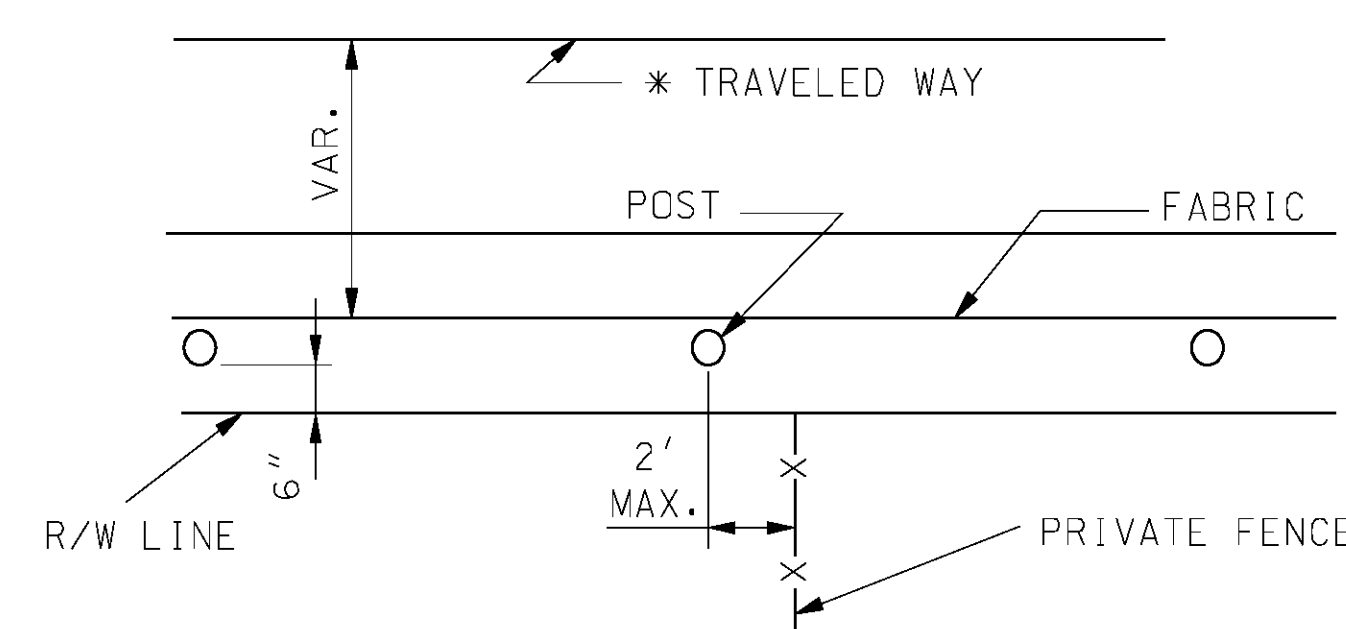 * TRAVELED WAY
VAR.
POST
FABRIC
6"
2'
MAX.
R/W LINE
PRIVATE FENCE
X
X